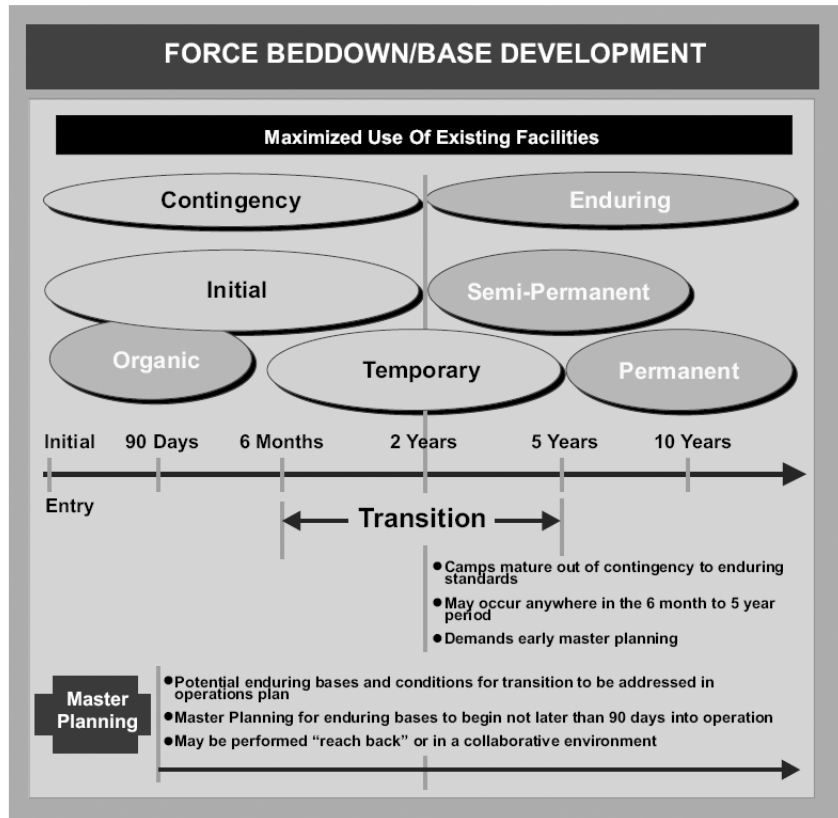 FORCE BEDDOWN/BASE DEVELOPMENT
Maximized Use Of Existing Facilities
Contingency
Enduring
Initial
Semi-Permanent
Organic
Temporary
Permanent
Initial
90 Days
6 Months
2 Years
5 Years
10 Years
Entry
Transition
●Camps mature out of contingency to enduring
standards
●May occur anywhere in the 6 month to 5 year
period
●Demands early master planning
Master
Planning
●Potential enduring bases and conditions for transition to be addressed in
operations plan
●Master Planning for enduring bases to begin not later than 90 days into operation
●May be performed “reach back” or in a collaborative environment